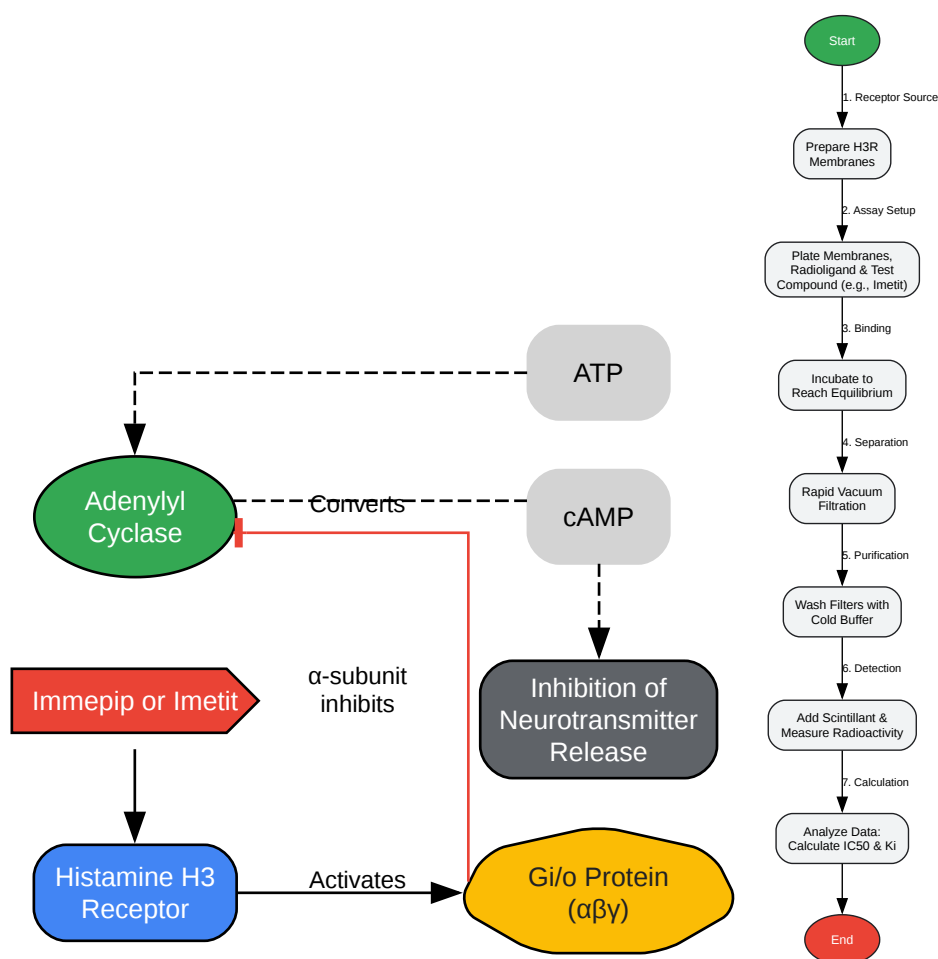 ATP
Adenylyl
Cyclase
Converts
cAMP
Immepip or Imetit
α-subunit
inhibits
Inhibition of
Neurotransmitter
Release
Histamine H3
Receptor
Activates
Gi/o Protein
(αβγ)
Start
1. Receptor Source
Prepare H3R
Membranes
2. Assay Setup
Plate Membranes,
Radioligand & Test
Compound (e.g., Imetit)
3. Binding
Incubate to
Reach Equilibrium
4. Separation
Rapid Vacuum
Filtration
5. Purification
Wash Filters with
Cold Buffer
6. Detection
Add Scintillant &
Measure Radioactivity
7. Calculation
Analyze Data:
Calculate IC50 & Ki
End